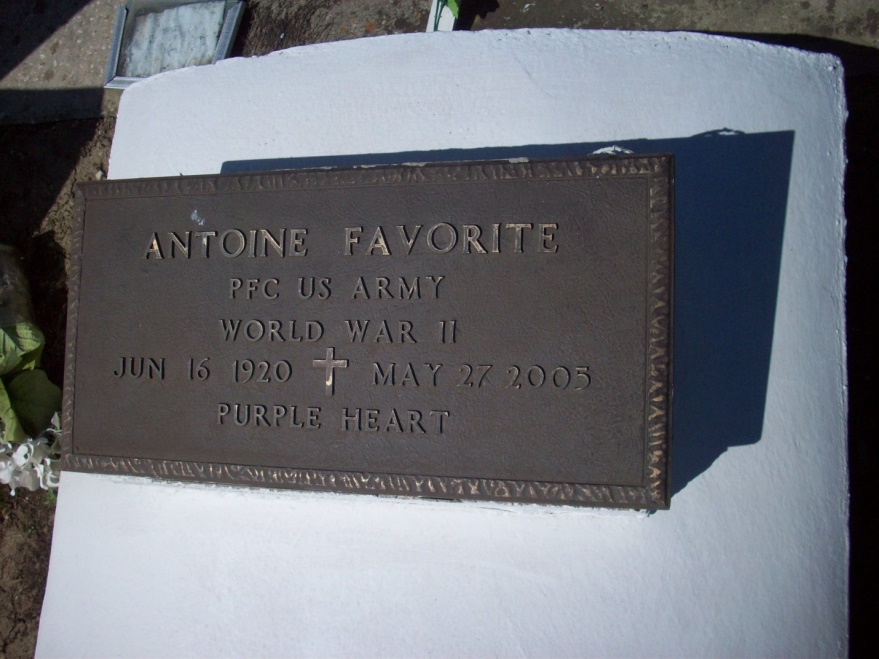 ANTOINE FAVORITE
PFC US ARMY
WORLD WAR II
JUN 16 1920 MAY 27 2005
PURPLE HEART